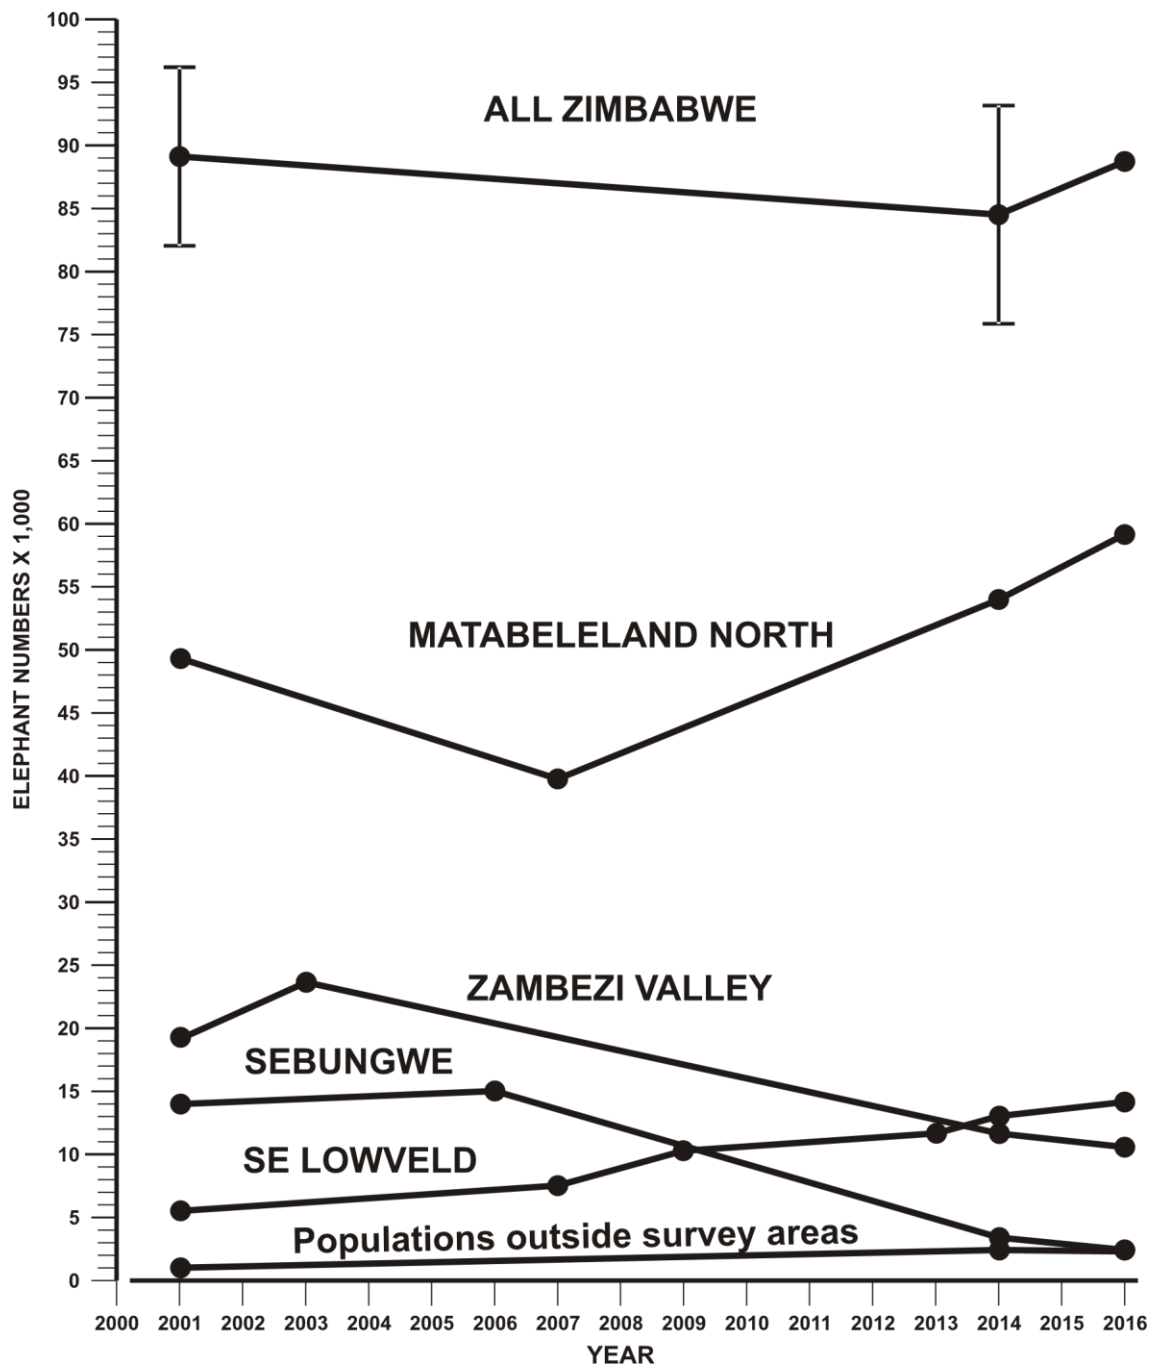 100
95
90
85
80
75
70
65
60
55
50
45
40
35
30
25
20
15
10
5
0
ELEPHANT NUMBERS X 1,000
ALL ZIMBABWE
MATABELELAND NORTH
ZAMBEZI VALLEY
SEBUNGWE
SE LOWVELD
Populations outside survey areas
2000 2001 2002 2003 2004 2005 2006 2007 2008 2009 2010 2011 2012 2013 2014 2015 2016
YEAR